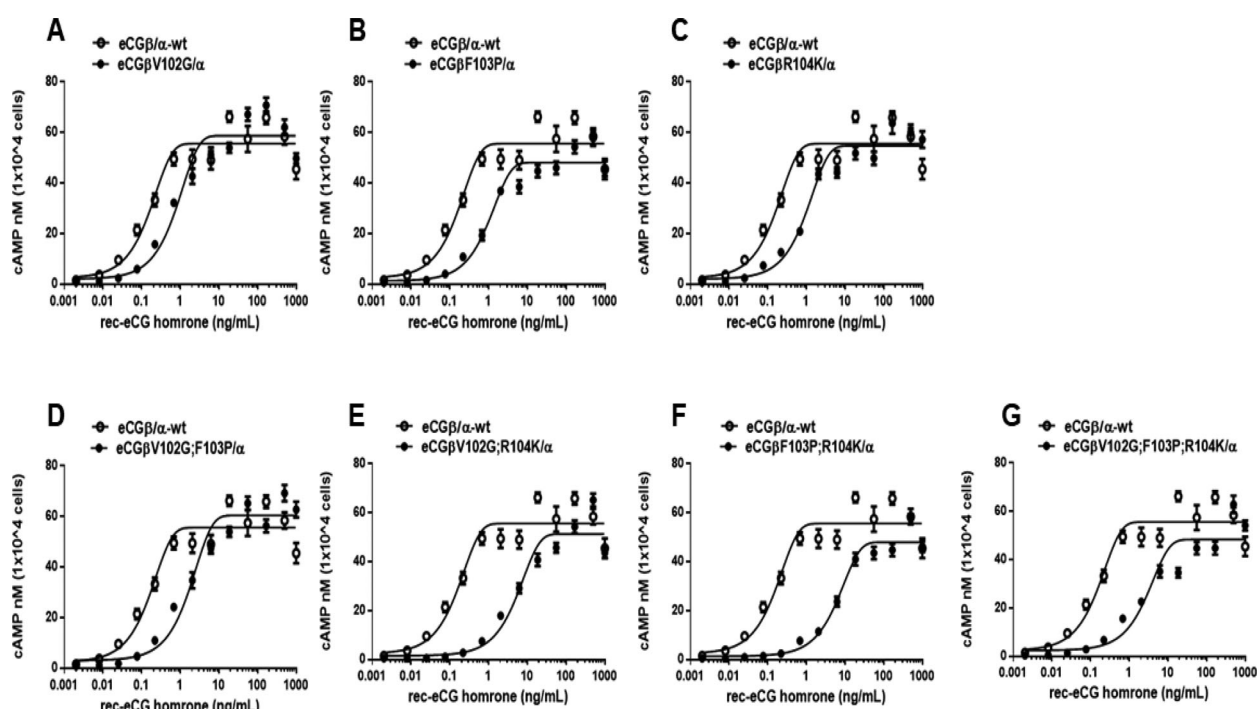 A
eCGβ/α-wt
eCGβV102G/α
cAMP nM (1x10^4 cells)
80
60
40
20
0
0.001
0.01
0.1
1
10
100
1000
rec-eCG homrone (ng/mL)
B
eCGβ/α-wt
eCGβF103P/α
cAMP nM (1x10^4 cells)
80
60
40
20
0
0.001
0.01
0.1
1
10
100
1000
rec-eCG homrone (ng/mL)
C
eCGβ/α-wt
eCGβR104K/α
cAMP nM (1x10^4 cells)
80
60
40
20
0
0.001
0.01
0.1
1
10
100
1000
rec-eCG homrone (ng/mL)
D
eCGβ/α-wt
eCGβV102G;F103P/α
cAMP nM (1x10^4 cells)
80
60
40
20
0
0.001
0.01
0.1
1
10
100
1000
rec-eCG homrone (ng/mL)
E
eCGβ/α-wt
eCGβV102G;R104K/α
cAMP nM (1x10^4 cells)
80
60
40
20
0
0.001
0.01
0.1
1
10
100
1000
rec-eCG homrone (ng/mL)
F
eCGβ/α-wt
eCGβF103P;R104K/α
cAMP nM (1x10^4 cells)
80
60
40
20
0
0.001
0.01
0.1
1
10
100
1000
rec-eCG homrone (ng/mL)
G
eCGβ/α-wt
eCGβV102G;F103P;R104K/α
cAMP nM (1x10^4 cells)
80
60
40
20
0
0.001
0.01
0.1
1
10
100
1000
rec-eCG homrone (ng/mL)